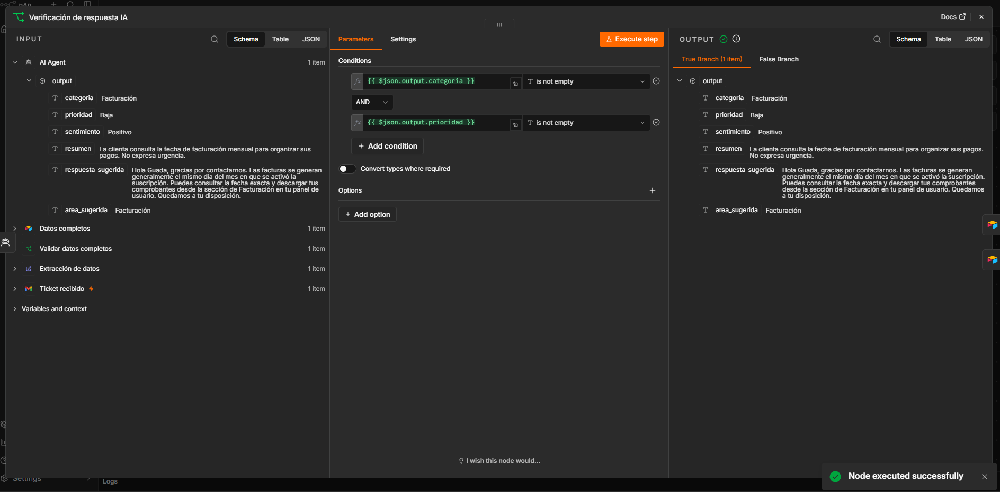 n8n
Verificación de respuesta IA
Docs
INPUT
Schema
Table
JSON
AI Agent
1 item
output
categoria
Facturación
prioridad
Baja
sentimiento
Positivo
resumen
La clienta consulta la fecha de facturación mensual para organizar sus
pagos. No expresa urgencia.
respuesta_sugerida
Hola Guada, gracias por contactarnos. Las facturas se generan
generalmente el mismo día del mes en que se activó la
suscripción. Puedes consultar la fecha exacta y descargar tus
comprobantes desde la sección de Facturación en tu panel de
usuario. Quedamos a tu disposición.
area_sugerida
Facturación
Datos completos
1 item
Validar datos completos
1 item
Extracción de datos
1 item
Ticket recibido
1 item
Variables and context
Parameters
Settings
Execute step
Conditions
fx
{{ $json.output.categoria }}
T is not empty
AND
fx
{{ $json.output.prioridad }}
T is not empty
+ Add condition
Convert types where required
Options
+
+ Add option
I wish this node would...
OUTPUT
Schema
Table
JSON
True Branch (1 item)
False Branch
output
categoria
Facturación
prioridad
Baja
sentimiento
Positivo
resumen
La clienta consulta la fecha de facturación mensual para organizar sus pagos.
No expresa urgencia.
respuesta_sugerida
Hola Guada, gracias por contactarnos. Las facturas se generan
generalmente el mismo día del mes en que se activó la suscripción.
Puedes consultar la fecha exacta y descargar tus comprobantes
desde la sección de Facturación en tu panel de usuario. Quedamos
a tu disposición.
area_sugerida
Facturación
Settings
Logs
Node executed successfully